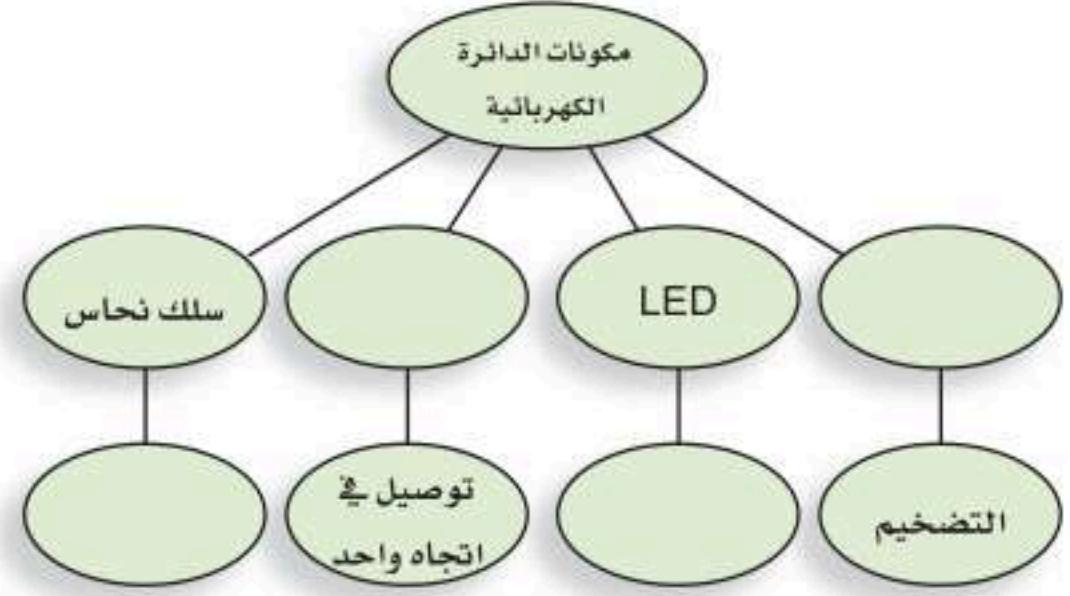 مكونات الدائرة
الكهربائية
LED
سلك نحاس
التضخيم
توصيل في
اتجاه واحد